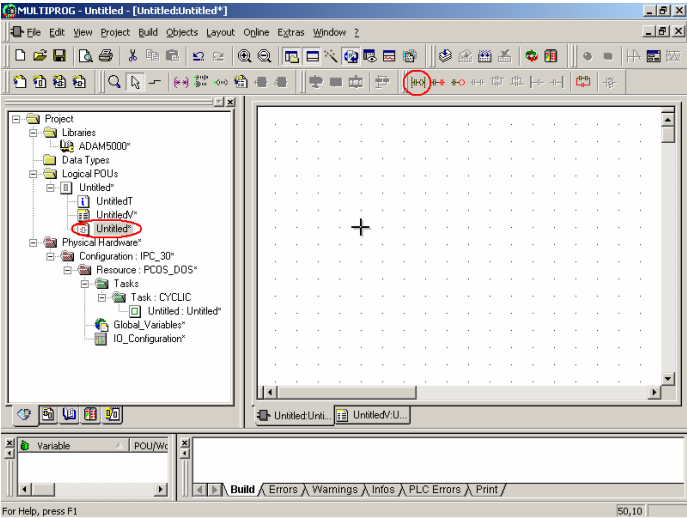 MULTIPROG - Untitled - [Untitled:Untitled*]
File Edit View Project Build Objects Layout Online Extras Window ?
Project
Libraries
ADAM5000*
Data Types
Logical POUs
Untitled*
UntitledT
UntitledV*
Untitled*
Physical Hardware*
Configuration : IPC_30*
Resource : PCOS_DOS*
Tasks
Task : CYCLIC
Untitled : Untitled*
Global_Variables*
IO_Configuration*
Untitled:Unti... UntitledV:U...
Variable POU/Wo
Build Errors Warnings Infos PLC Errors Print
For Help, press F1 50,10